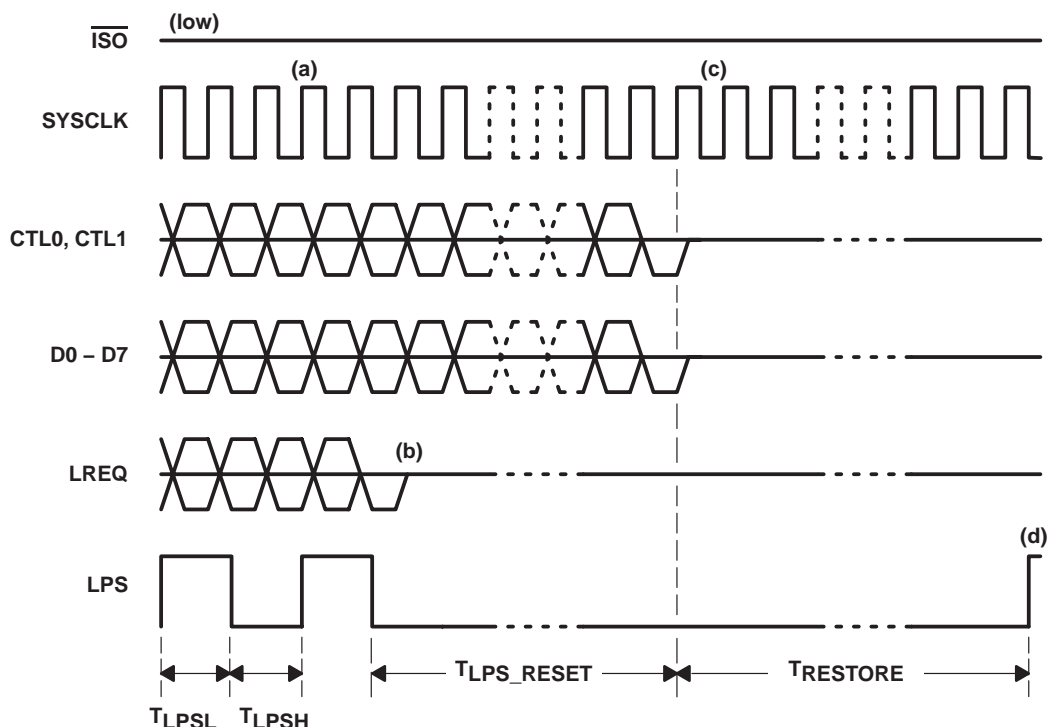 (low)
ISO
(a)
(c)
SYSCLK
CTL0, CTL1
D0 – D7
(b)
LREQ
(d)
LPS
TLPS_RESET
TRESTORE
TLPSL
TLPSH